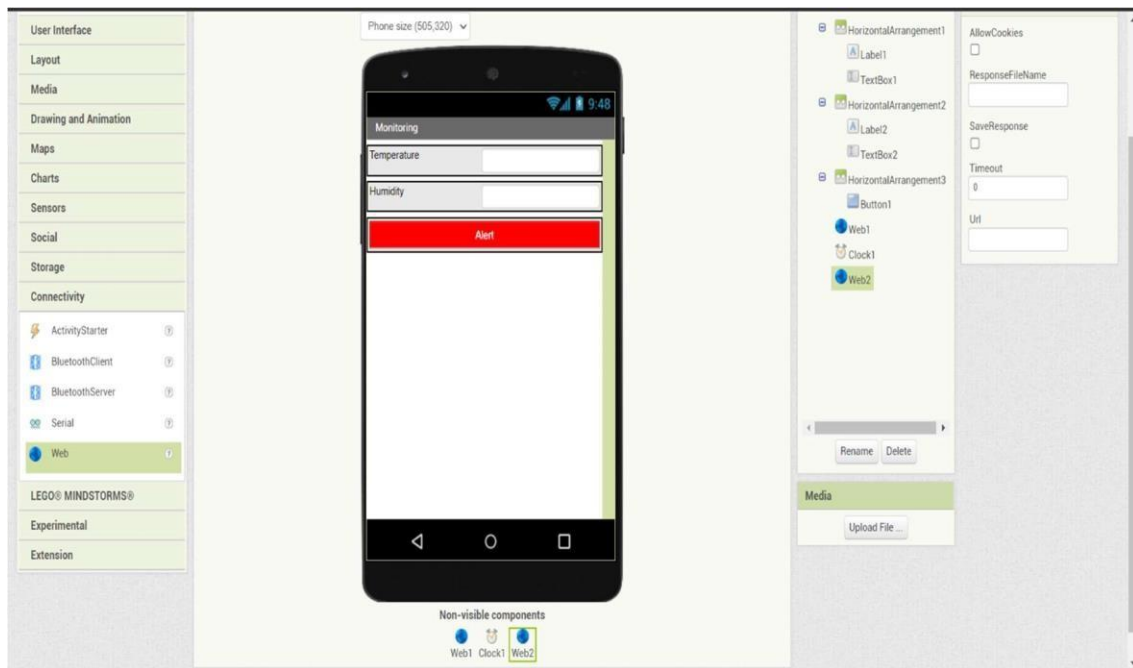 User Interface
Layout
Media
Drawing and Animation
Maps
Charts
Sensors
Social
Storage
Connectivity
ActivityStarter
BluetoothClient
BluetoothServer
Serial
Web
LEGO® MINDSTORMS®
Experimental
Extension
Phone size (505,320)
9:48
Monitoring
Temperature
Humidity
Alert
Non-visible components
Web1 Clock1 Web2
HorizontalArrangement1
Label1
TextBox1
HorizontalArrangement2
Label2
TextBox2
HorizontalArrangement3
Button1
Web1
Clock1
Web2
Rename Delete
Media
Upload File ...
AllowCookies
ResponseFileName
SaveResponse
Timeout
0
Url